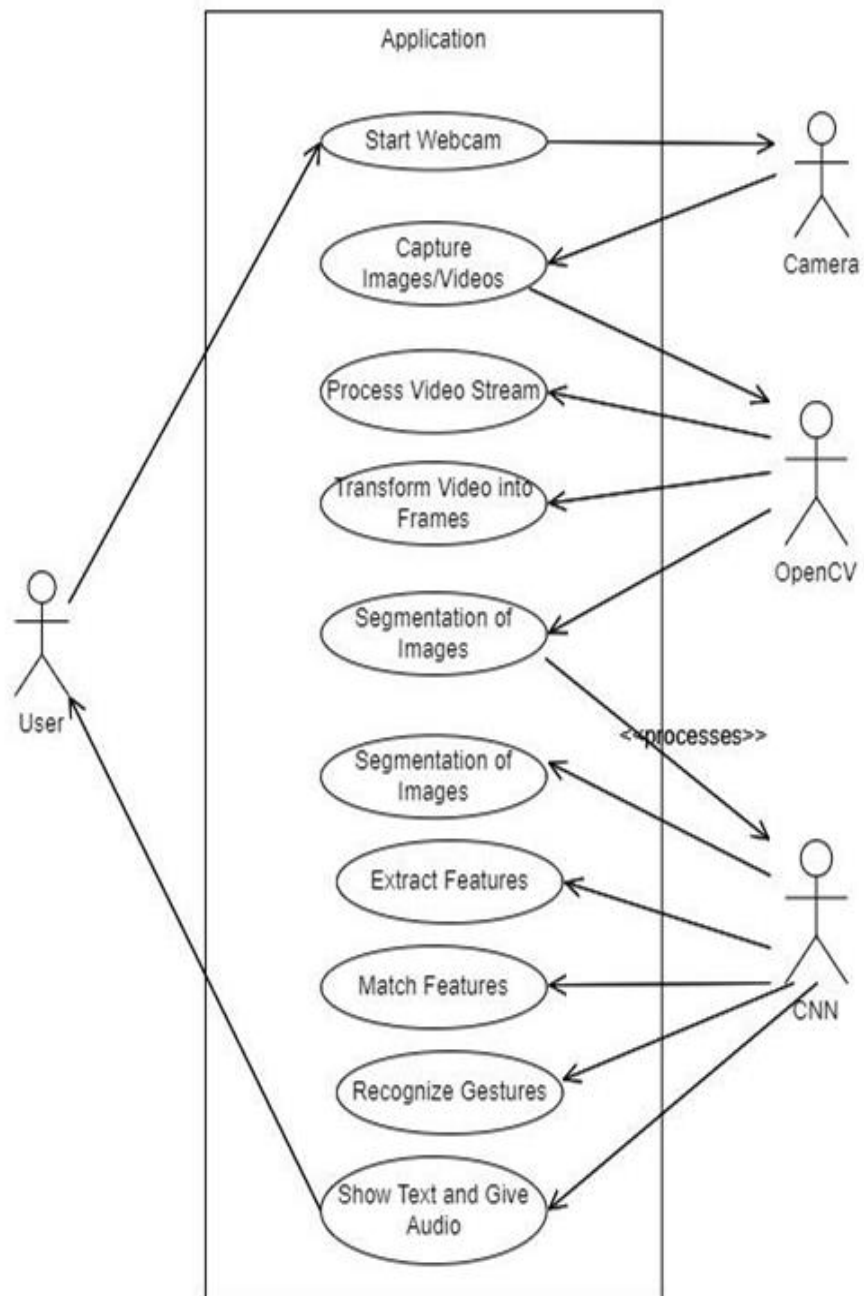 Application
Start Webcam
Capture
Images/Videos
Camera
Process Video Stream
Transform Video into
Frames
OpenCV
Segmentation of
Images
User
<<processes>>
Segmentation of
Images
Extract Features
Match Features
CNN
Recognize Gestures
Show Text and Give
Audio